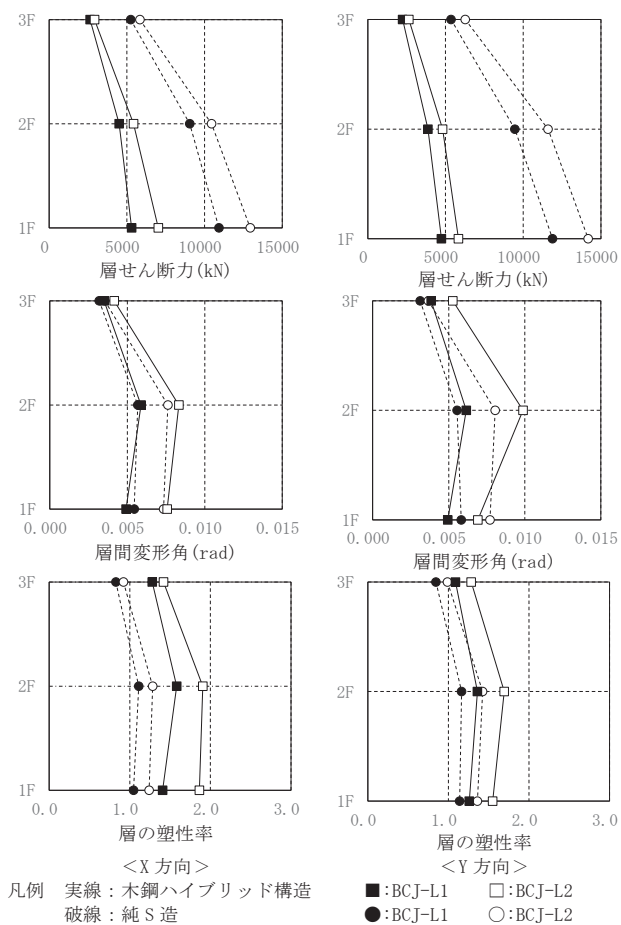 3F 3F
2F 2F
1F 1F
0 5000 10000 15000 0 5000 10000 15000
層せん断力(kN) 層せん断力(kN)
3F 3F
2F 2F
1F 1F
0.000 0.005 0.010 0.015 0.000 0.005 0.010 0.015
層間変形角(rad) 層間変形角(rad)
3F 3F
2F 2F
1F 1F
0.0 1.0 2.0 3.0 0.0 1.0 2.0 3.0
層の塑性率 層の塑性率
＜X 方向＞ ＜Y 方向＞
凡例 実線：木鋼ハイブリッド構造 ■:BCJ-L1 □:BCJ-L2
破線：純S造 ●:BCJ-L1 ○:BCJ-L2